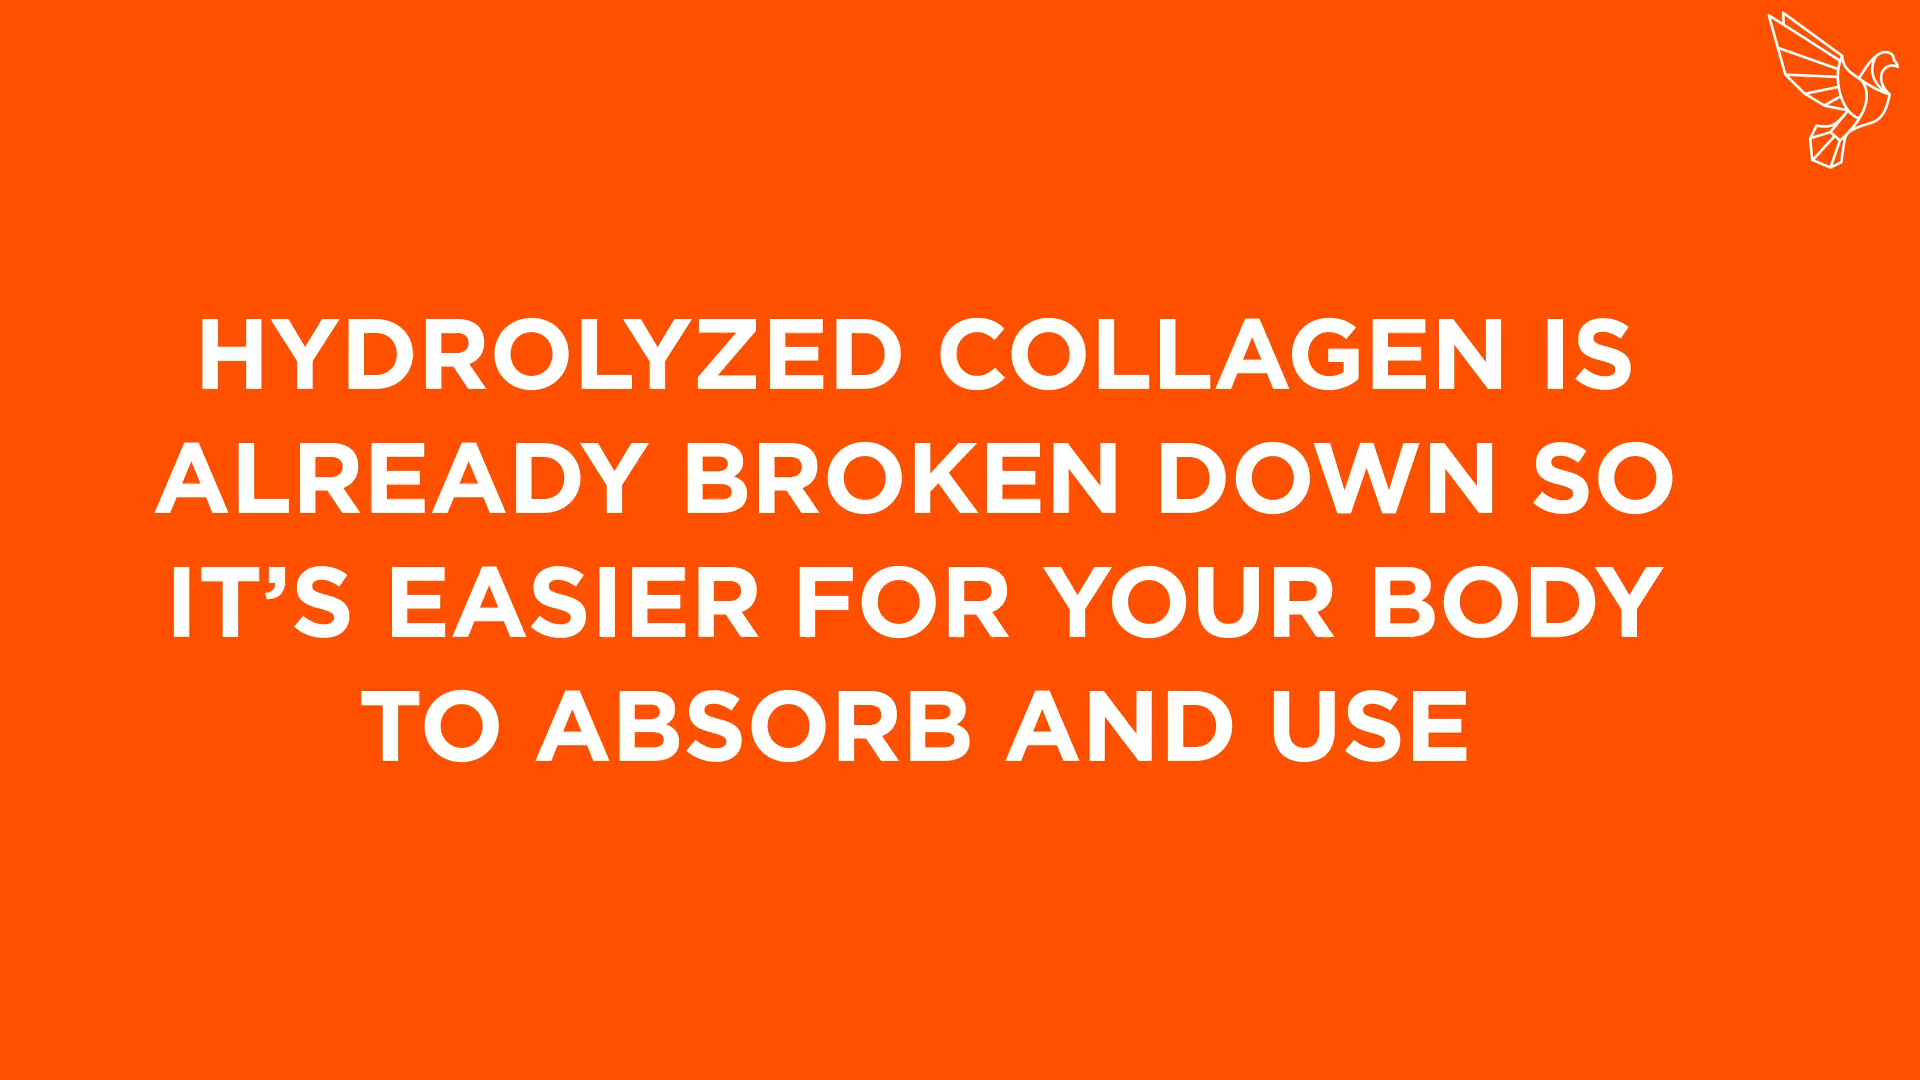 HYDROLYZED COLLAGEN IS
ALREADY BROKEN DOWN SO
IT’S EASIER FOR YOUR BODY
TO ABSORB AND USE